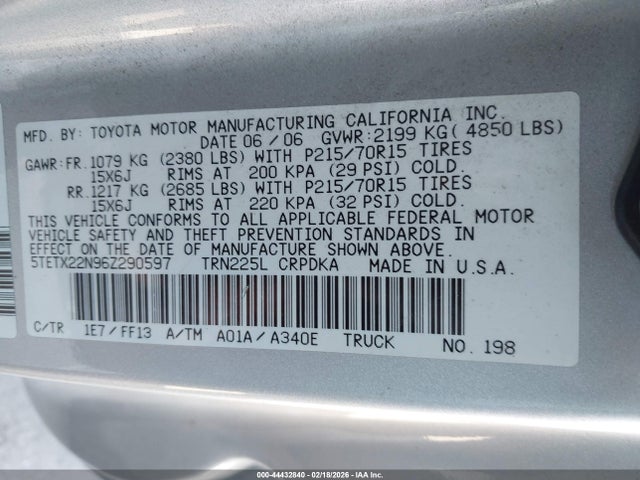 MFD. BY: TOYOTA MOTOR MANUFACTURING CALIFORNIA INC.
DATE 06/06 GVWR:2199 KG( 4850 LBS)
GAWR:FR. 1079 KG (2380 LBS) WITH P215/70R15 TIRES
15X6J RIMS AT 200 KPA (29 PSI) COLD.
RR. 1217 KG (2685 LBS) WITH P215/70R15 TIRES
15X6J RIMS AT 220 KPA (32 PSI) COLD.
THIS VEHICLE CONFORMS TO ALL APPLICABLE FEDERAL MOTOR
VEHICLE SAFETY AND THEFT PREVENTION STANDARDS IN
EFFECT ON THE DATE OF MANUFACTURE SHOWN ABOVE.
5TETX22N96Z290597 TRN225L CRPDKA MADE IN U.S.A.
C/TR 1E7/FF13 A/TM A01A/A340E TRUCK NO. 198
000-44432840 | 02/18/2026 - IAA Inc.